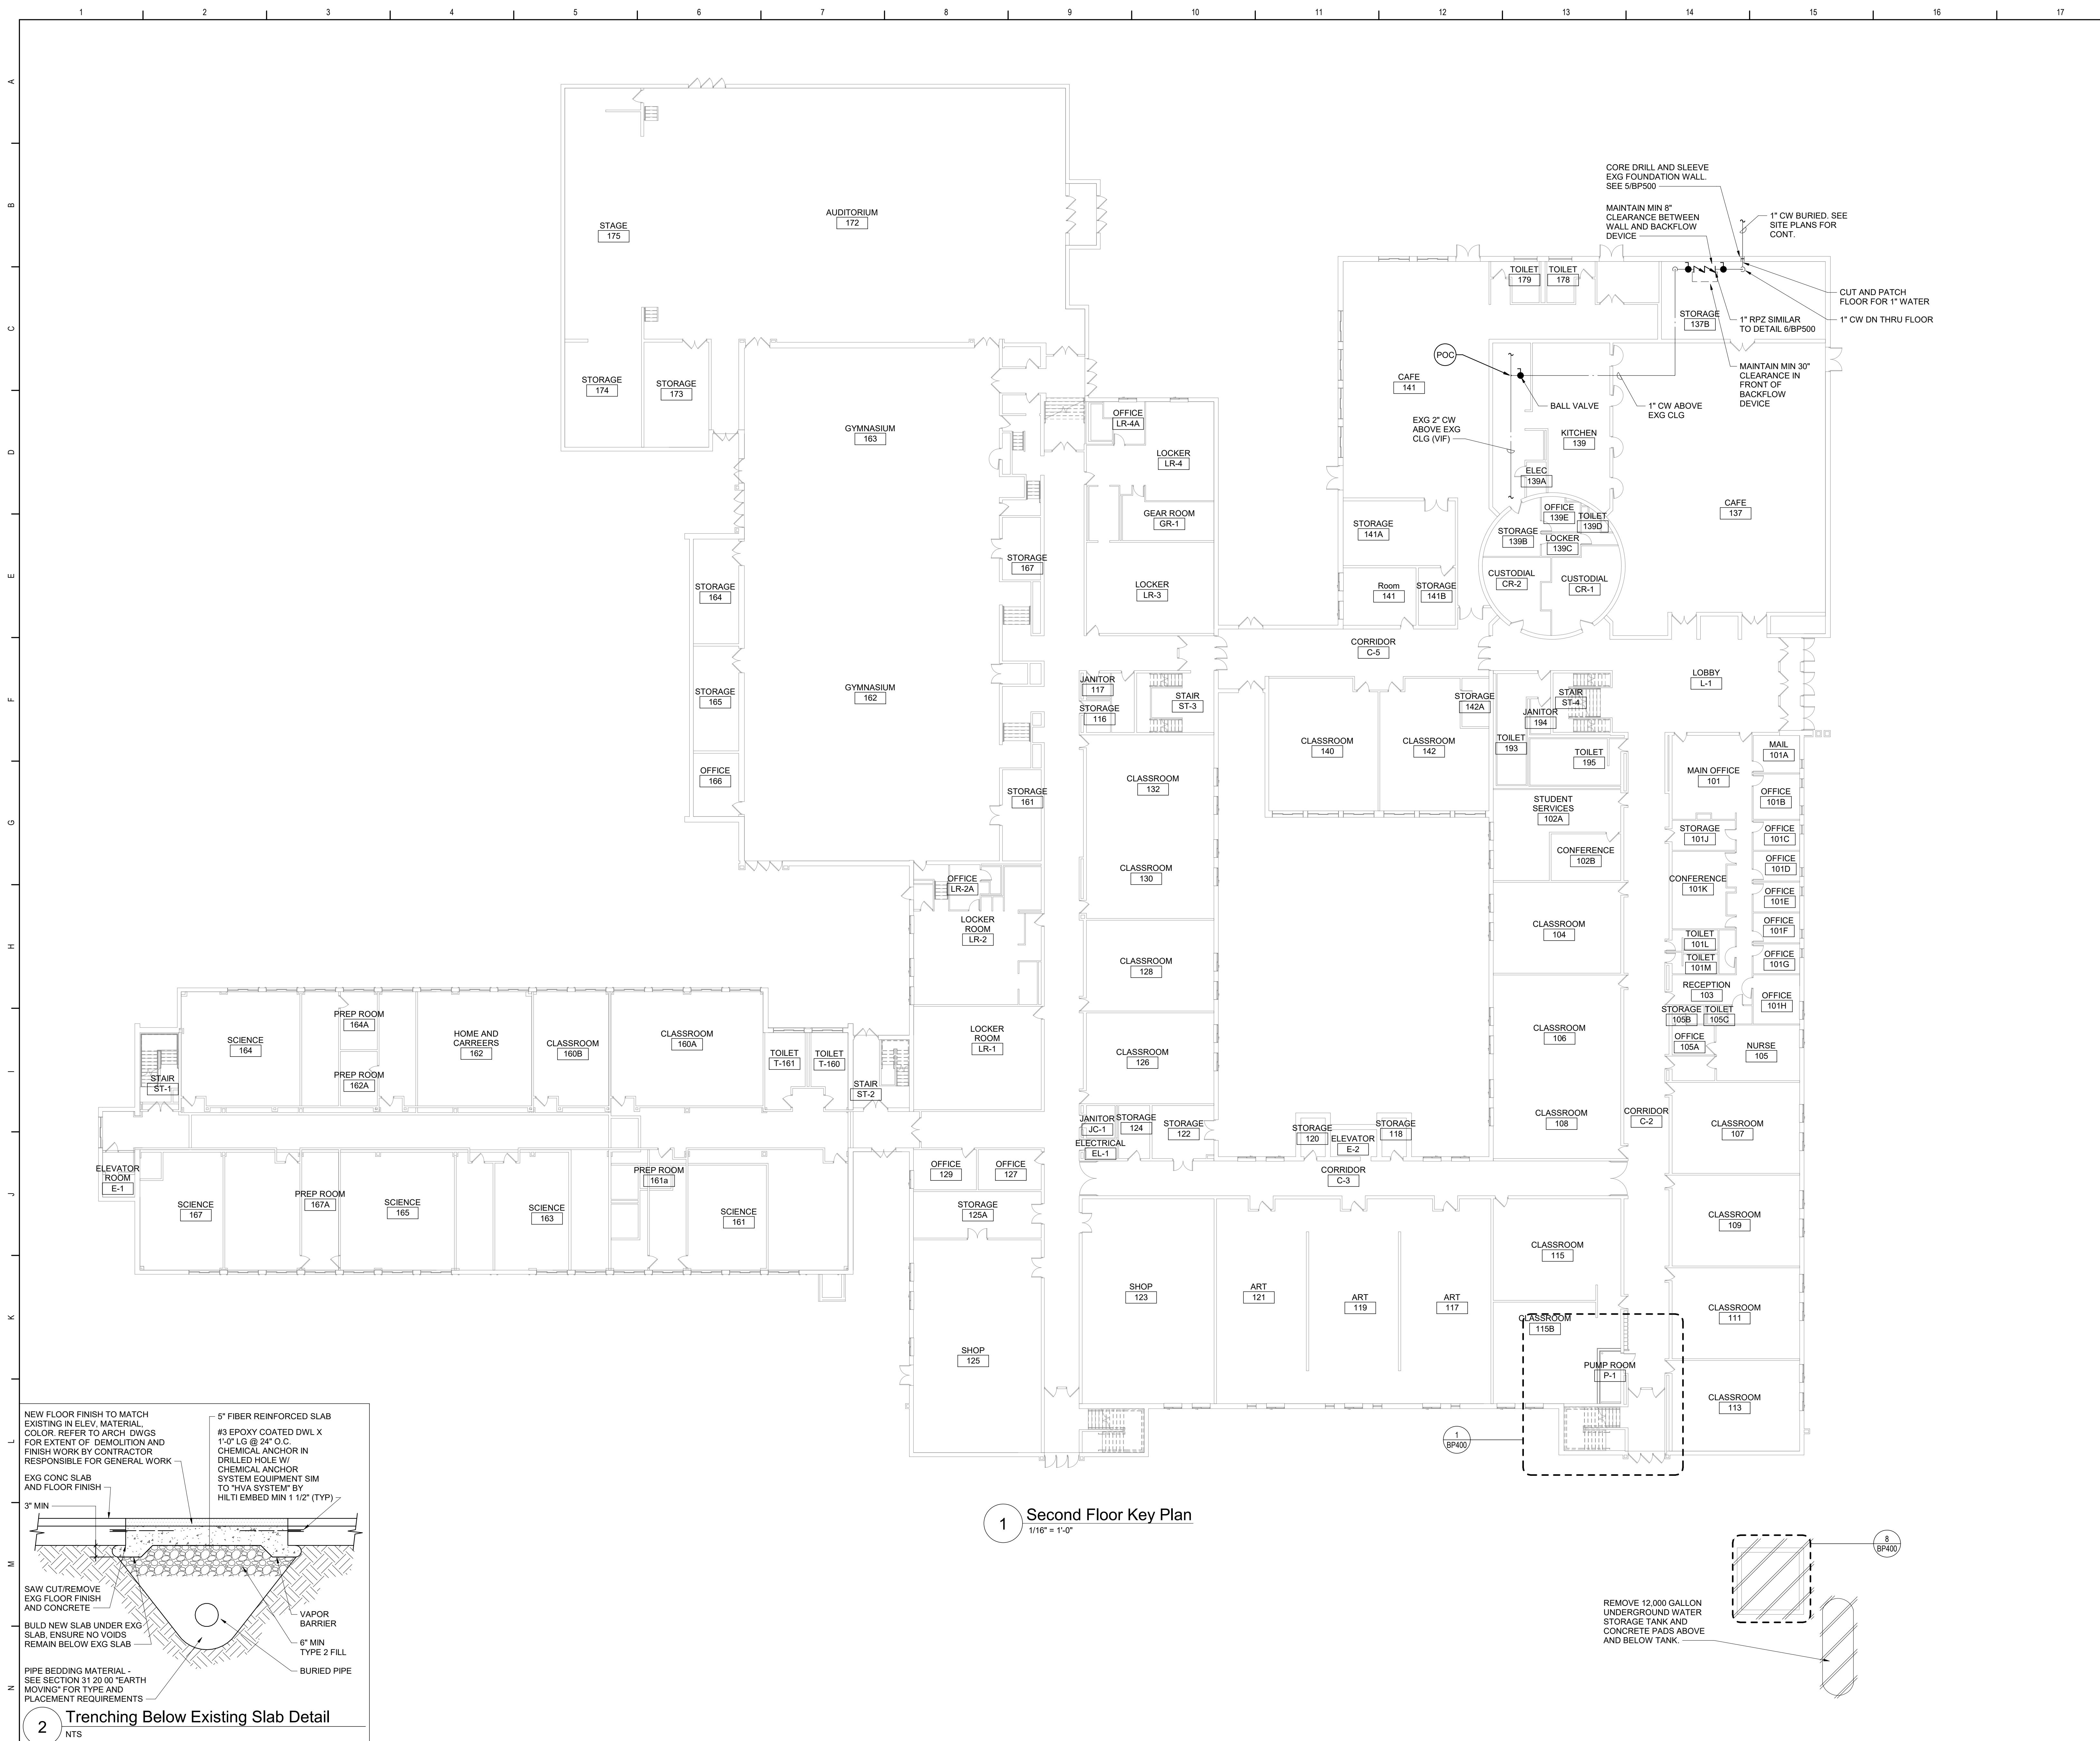 1 2 3 4 5 6 7 8 9 10 11 12 13 14 15 16 17
A
B
C
D
E
F
G
H
I
J
K
L
M
N
AUDITORIUM
172
STAGE
175
STORAGE
174
STORAGE
173
GYMNASIUM
163
GYMNASIUM
162
STORAGE
164
STORAGE
165
OFFICE
166
STORAGE
167
STORAGE
161
OFFICE
LR-4A
LOCKER
LR-4
GEAR ROOM
GR-1
LOCKER
LR-3
CORE DRILL AND SLEEVE
EXG FOUNDATION WALL.
SEE 5/BP500
MAINTAIN MIN 8"
CLEARANCE BETWEEN
WALL AND BACKFLOW
DEVICE
1" CW BURIED. SEE
SITE PLANS FOR
CONT.
CUT AND PATCH
FLOOR FOR 1" WATER
1" CW DN THRU FLOOR
1" RPZ SIMILAR
TO DETAIL 6/BP500
MAINTAIN MIN 30"
CLEARANCE IN
FRONT OF
BACKFLOW
DEVICE
1" CW ABOVE
EXG CLG
BALL VALVE
POC
EXG 2" CW
ABOVE EXG
CLG (VIF)
TOILET
179
TOILET
178
STORAGE
137B
CAFE
141
KITCHEN
139
ELEC
139A
CAFE
137
OFFICE
139E
TOILET
139D
STORAGE
139B
LOCKER
139C
CUSTODIAL
CR-2
CUSTODIAL
CR-1
STORAGE
141A
Room
141
STORAGE
141B
CORRIDOR
C-5
LOBBY
L-1
JANITOR
117
STORAGE
116
STAIR
ST-3
CLASSROOM
140
CLASSROOM
142
STORAGE
142A
STAIR
ST-4
JANITOR
194
TOILET
193
TOILET
195
MAIN OFFICE
101
MAIL
101A
OFFICE
101B
OFFICE
101C
OFFICE
101D
OFFICE
101E
OFFICE
101F
OFFICE
101G
OFFICE
101H
STORAGE
101J
CONFERENCE
101K
TOILET
101L
TOILET
101M
RECEPTION
103
STORAGE
105B
TOILET
105C
OFFICE
105A
NURSE
105
STUDENT
SERVICES
102A
CONFERENCE
102B
CLASSROOM
104
CLASSROOM
106
CLASSROOM
108
CLASSROOM
132
CLASSROOM
130
CLASSROOM
128
CLASSROOM
126
OFFICE
LR-2A
LOCKER
ROOM
LR-2
LOCKER
ROOM
LR-1
SCIENCE
164
PREP ROOM
164A
PREP ROOM
162A
HOME AND
CARREERS
162
CLASSROOM
160B
CLASSROOM
160A
TOILET
T-161
TOILET
T-160
STAIR
ST-1
STAIR
ST-2
ELEVATOR
ROOM
E-1
SCIENCE
167
PREP ROOM
167A
SCIENCE
165
SCIENCE
163
PREP ROOM
161a
SCIENCE
161
OFFICE
129
OFFICE
127
STORAGE
125A
SHOP
125
JANITOR
JC-1
STORAGE
124
ELECTRICAL
EL-1
STORAGE
122
STORAGE
120
ELEVATOR
E-2
STORAGE
118
CORRIDOR
C-3
CORRIDOR
C-2
SHOP
123
ART
121
ART
119
ART
117
CLASSROOM
115
CLASSROOM
115B
PUMP ROOM
P-1
CLASSROOM
107
CLASSROOM
109
CLASSROOM
111
CLASSROOM
113
1
BP400
1 Second Floor Key Plan
1/16" = 1'-0"
8
BP400
REMOVE 12,000 GALLON
UNDERGROUND WATER
STORAGE TANK AND
CONCRETE PADS ABOVE
AND BELOW TANK.
NEW FLOOR FINISH TO MATCH
EXISTING IN ELEV, MATERIAL,
COLOR. REFER TO ARCH DWGS
FOR EXTENT OF DEMOLITION AND
FINISH WORK BY CONTRACTOR
RESPONSIBLE FOR GENERAL WORK
EXG CONC SLAB
AND FLOOR FINISH
3" MIN
5" FIBER REINFORCED SLAB
#3 EPOXY COATED DWL X
1'-0" LG @ 24" O.C.
CHEMICAL ANCHOR IN
DRILLED HOLE W/
CHEMICAL ANCHOR
SYSTEM EQUIPMENT SIM
TO "HVA SYSTEM" BY
HILTI EMBED MIN 1 1/2" (TYP)
SAW CUT/REMOVE
EXG FLOOR FINISH
AND CONCRETE
BULD NEW SLAB UNDER EXG
SLAB, ENSURE NO VOIDS
REMAIN BELOW EXG SLAB
PIPE BEDDING MATERIAL -
SEE SECTION 31 20 00 "EARTH
MOVING" FOR TYPE AND
PLACEMENT REQUIREMENTS
VAPOR
BARRIER
6" MIN
TYPE 2 FILL
BURIED PIPE
2 Trenching Below Existing Slab Detail
NTS